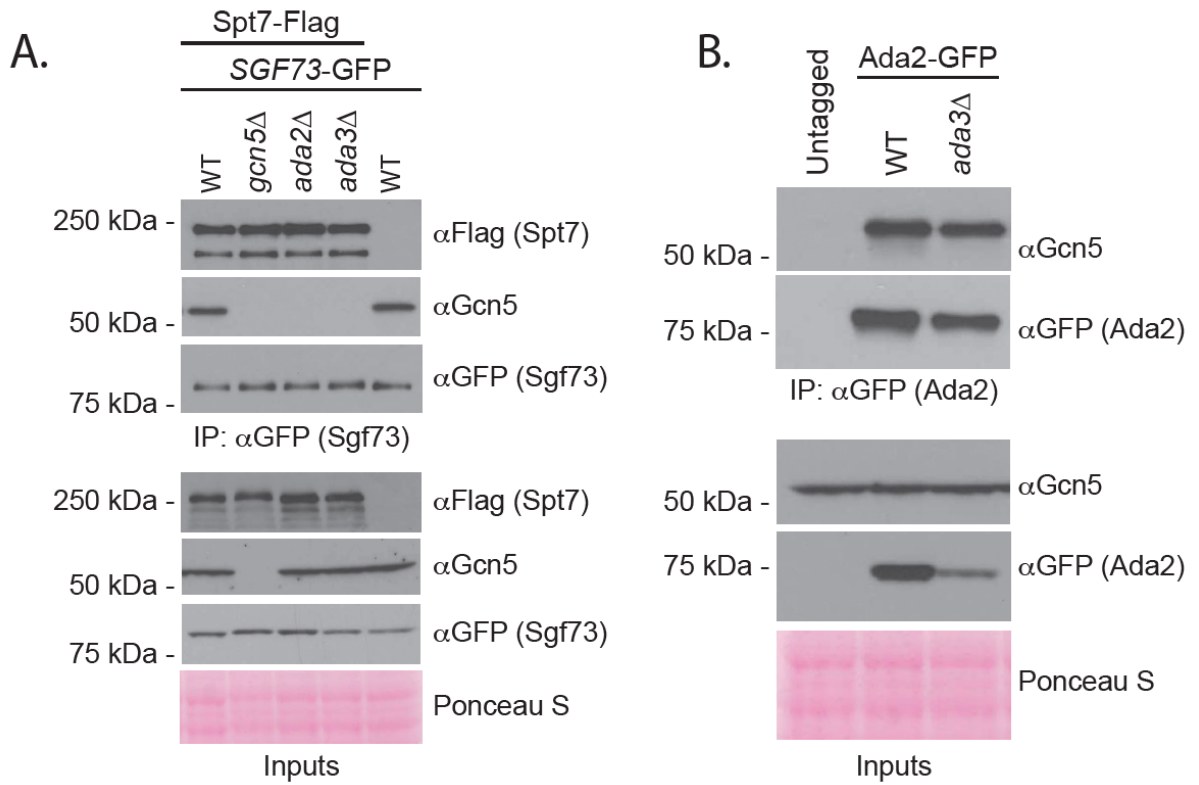 A.
Spt7-Flag
SGF73-GFP
WT
gcn5Δ
ada2Δ
ada3Δ
WT
250 kDa -
αFlag (Spt7)
50 kDa -
αGcn5
75 kDa -
αGFP (Sgf73)
IP: αGFP (Sgf73)
250 kDa -
αFlag (Spt7)
50 kDa -
αGcn5
75 kDa -
αGFP (Sgf73)
Ponceau S
Inputs
B.
Untagged
Ada2-GFP
WT
ada3Δ
50 kDa -
αGcn5
75 kDa -
αGFP (Ada2)
IP: αGFP (Ada2)
50 kDa -
αGcn5
75 kDa -
αGFP (Ada2)
Ponceau S
Inputs